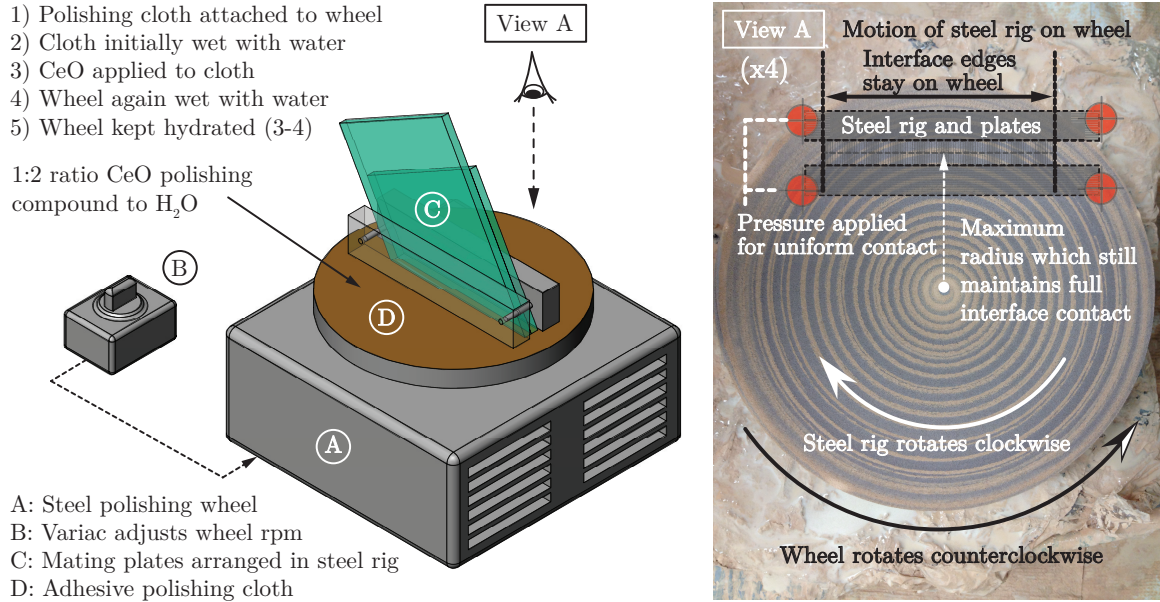 1) Polishing cloth attached to wheel
2) Cloth initially wet with water
3) CeO applied to cloth
4) Wheel again wet with water
5) Wheel kept hydrated (3-4)
1:2 ratio CeO polishing
compound to H₂O
View A
B
C
D
A
A: Steel polishing wheel
B: Variac adjusts wheel rpm
C: Mating plates arranged in steel rig
D: Adhesive polishing cloth
View A
(x4)
Motion of steel rig on wheel
Interface edges
stay on wheel
Steel rig and plates
Pressure applied
for uniform contact
Maximum
radius which still
maintains full
interface contact
Steel rig rotates clockwise
Wheel rotates counterclockwise